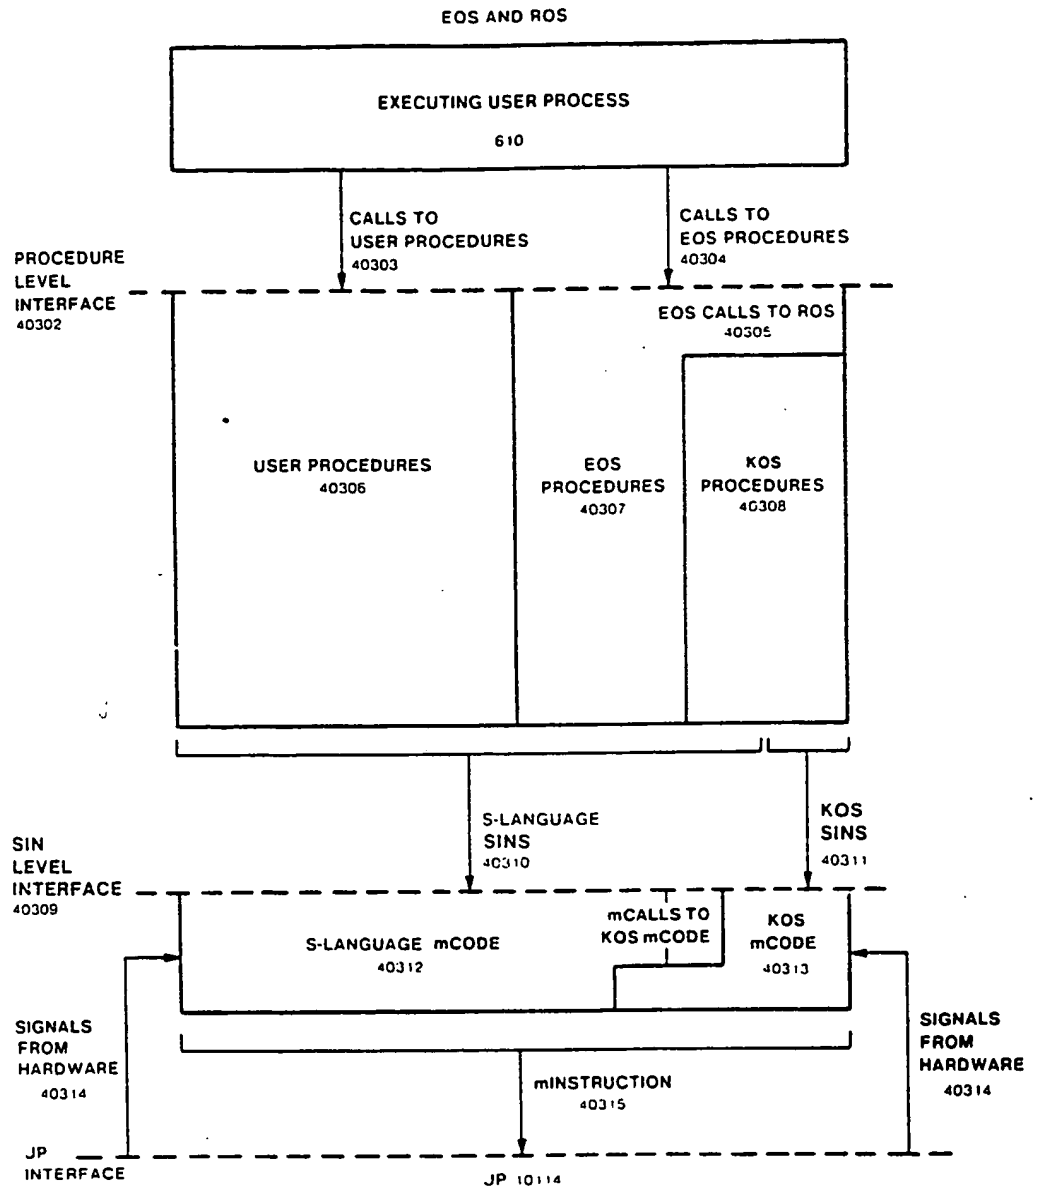 EOS AND ROS
EXECUTING USER PROCESS
610
CALLS TO
USER PROCEDURES
40303
CALLS TO
EOS PROCEDURES
40304
PROCEDURE
LEVEL
INTERFACE
40302
EOS CALLS TO ROS
40305
USER PROCEDURES
40306
EOS
PROCEDURES
40307
KOS
PROCEDURES
40308
S-LANGUAGE
SINS
40310
KOS
SINS
40311
SIN
LEVEL
INTERFACE
40309
S-LANGUAGE mCODE
40312
mCALLS TO
KOS mCODE
KOS
mCODE
40313
SIGNALS
FROM
HARDWARE
40314
SIGNALS
FROM
HARDWARE
40314
mINSTRUCTION
40315
JP
INTERFACE
JP 10114